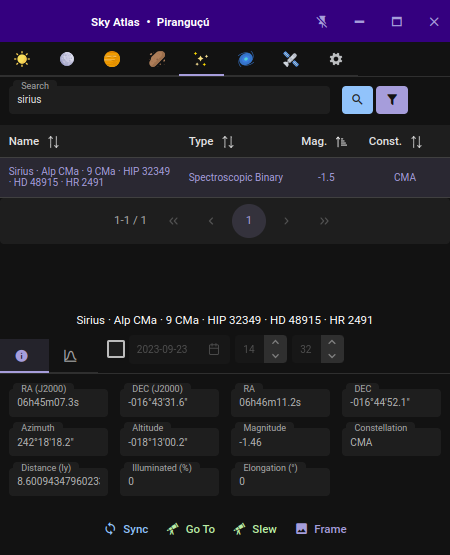 Sky Atlas • Piranguçú
Search
sirius
Name Type Mag. Const.
Sirius · Alp CMa · 9 CMa · HIP 32349
· HD 48915 · HR 2491
Spectroscopic Binary
-1.5
CMA
1-1 / 1
1
Sirius · Alp CMa · 9 CMa · HIP 32349 · HD 48915 · HR 2491
2023-09-23 14 32
RA (J2000) DEC (J2000) RA DEC
06h45m07.3s -016°43'31.6" 06h46m11.2s -016°44'52.1"
Azimuth Altitude Magnitude Constellation
242°18'18.2" -018°13'00.2" -1.46 CMA
Distance (ly) Illuminated (%) Elongation (°)
8.6009434796023 0 0
Sync Go To Slew Frame